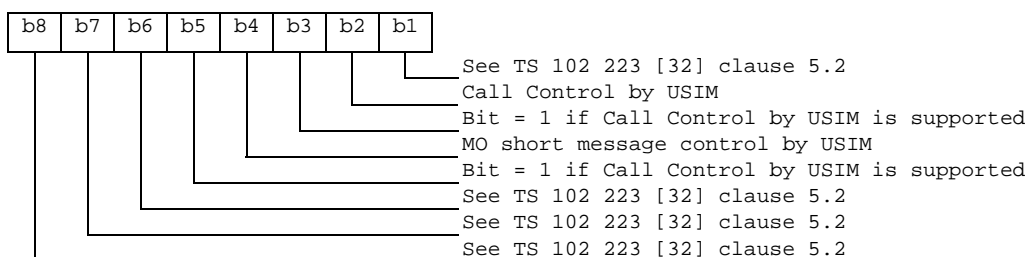 b8 b7 b6 b5 b4 b3 b2 b1
See TS 102 223 [32] clause 5.2
Call Control by USIM
Bit = 1 if Call Control by USIM is supported
MO short message control by USIM
Bit = 1 if Call Control by USIM is supported
See TS 102 223 [32] clause 5.2
See TS 102 223 [32] clause 5.2
See TS 102 223 [32] clause 5.2